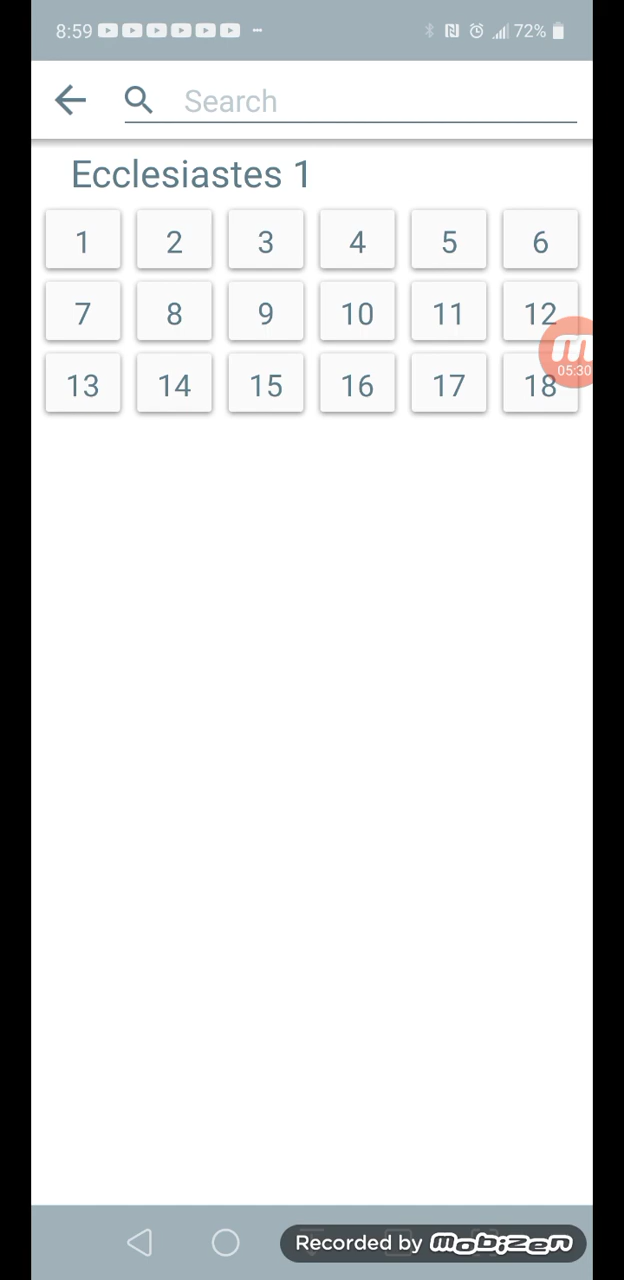 8:59 72%
Search
Ecclesiastes 1
1 2 3 4 5 6
7 8 9 10 11 12
05:30
13 14 15 16 17 18
Recorded by mobizen